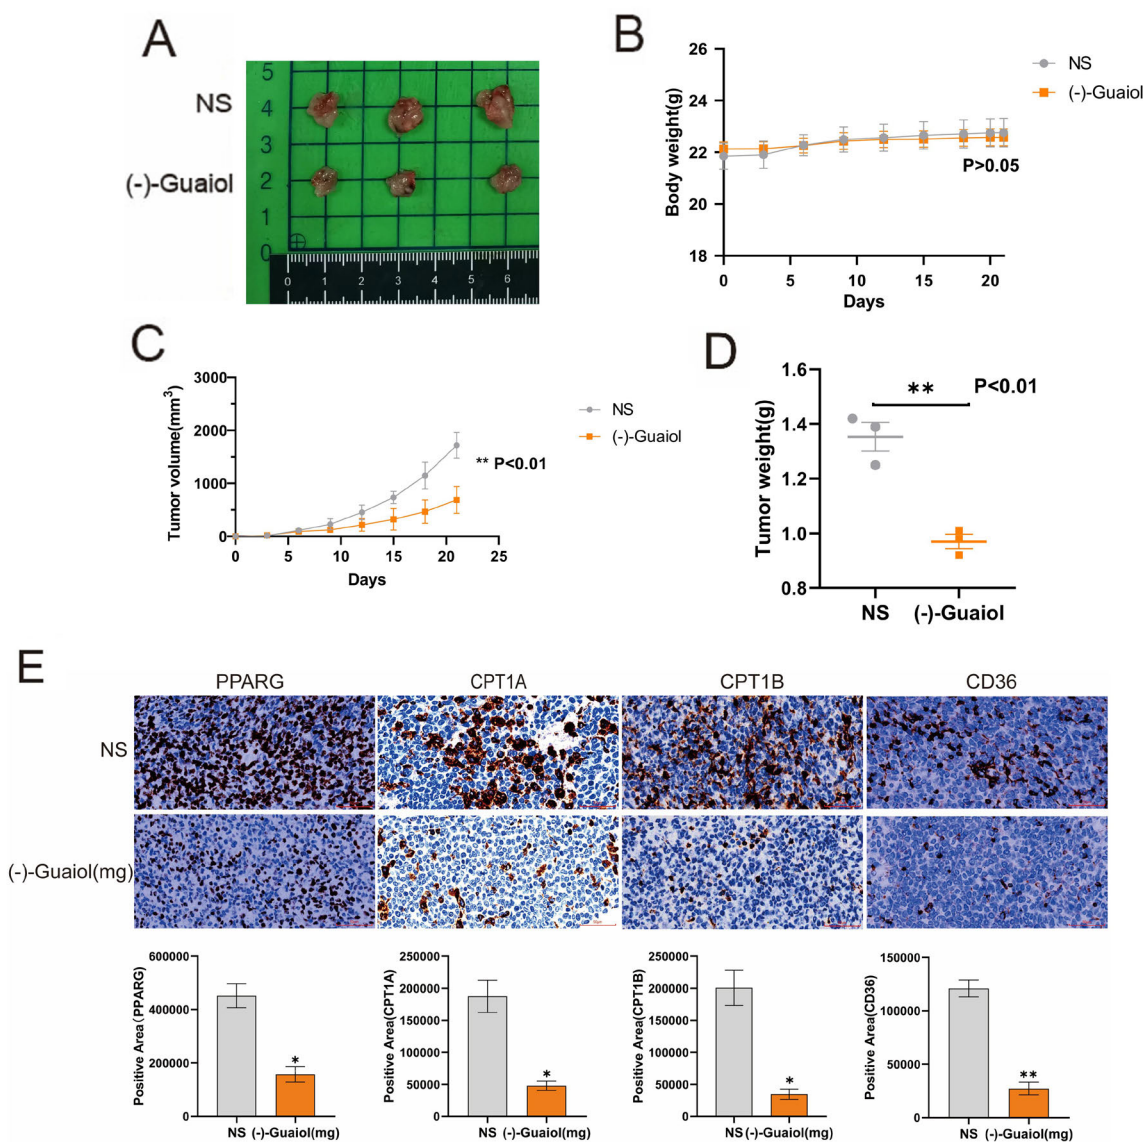 A
NS
(-)-Guaiol
5
4
3
2
1
0
0 1 2 3 4 5 6
B
Body weight(g)
26
24
22
20
18
0 5 10 15 20
Days
NS
(-)-Guaiol
P>0.05
C
Tumor volume(mm3)
3000
2000
1000
0
0 5 10 15 20 25
Days
NS
(-)-Guaiol
** P<0.01
D
Tumor weight(g)
1.6
1.4
1.2
1.0
0.8
** P<0.01
NS (-)-Guaiol
E
PPARG CPT1A CPT1B CD36
NS
(-)-Guaiol(mg)
Positive Area(PPARG)
600000
400000
200000
0
*
NS (-)-Guaiol(mg)
Positive Area(CPT1A)
250000
200000
150000
100000
50000
0
*
NS (-)-Guaiol(mg)
Positive Area(CPT1B)
250000
200000
150000
100000
50000
0
*
NS (-)-Guaiol(mg)
Positive Area(CD36)
150000
100000
50000
0
**
NS (-)-Guaiol(mg)